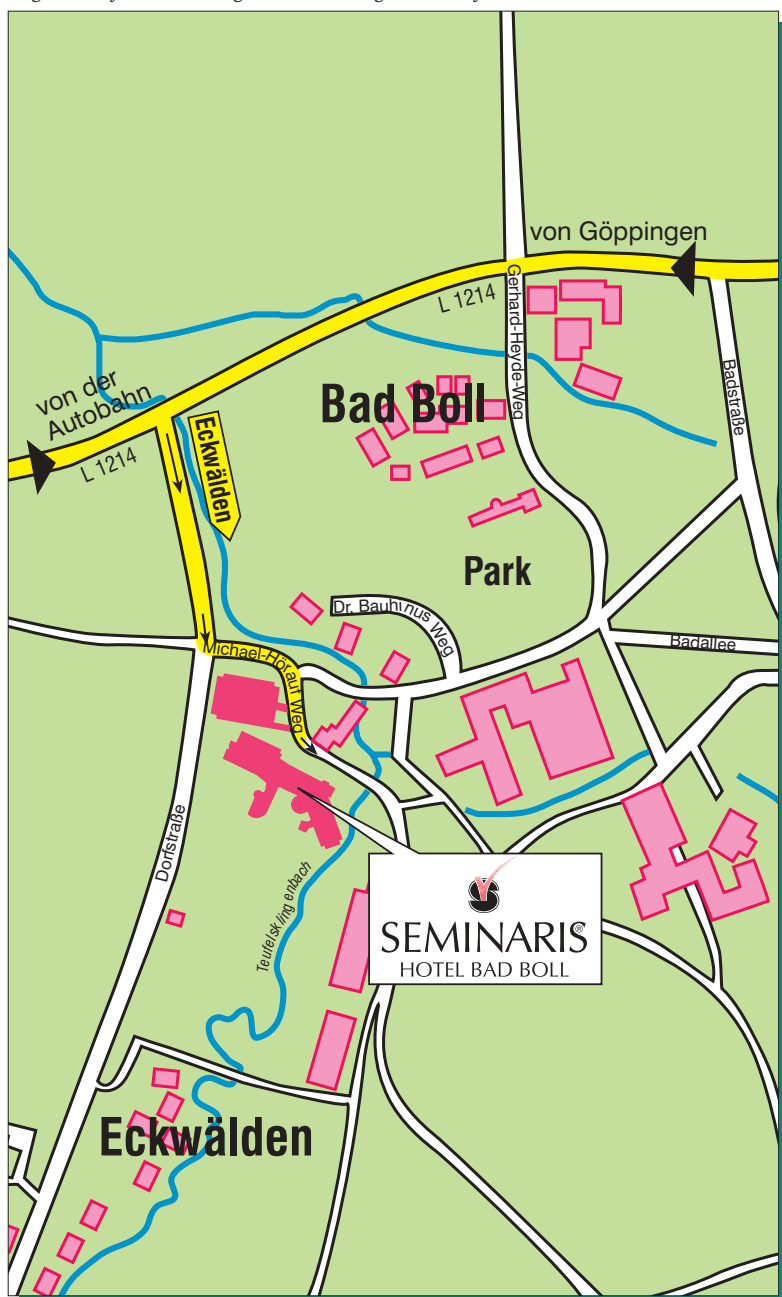 von Göppingen
L 1214
Gerhard-Heyde-Weg
Badstraße
von der
Autobahn
L 1214
Bad Boll
Eckwälden
Park
Dr. Bauhinus Weg
Badallee
Michael-Hörauf Weg
Dorfstraße
Teufelsklingenbach
SEMINARIS®
HOTEL BAD BOLL
Eckwälden